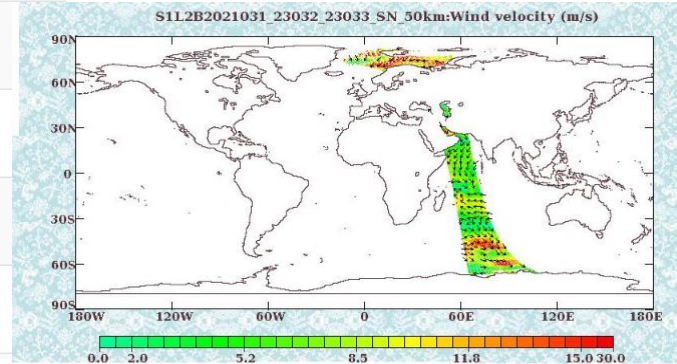 S1L2B2021031_23032_23033_SN_50km:Wind velocity (m/s)
90N
60N
30N
0
30S
60S
90S
180W 120W 60W 0 60E 120E 180E
0.0 2.0 5.2 8.5 11.8 15.0 30.0